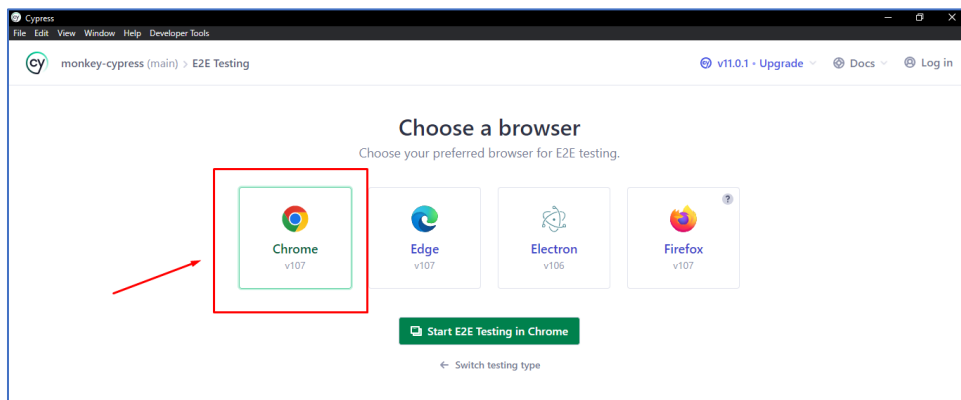 Cypress
File Edit View Window Help Developer Tools
cy monkey-cypress (main) > E2E Testing v11.0.1 • Upgrade Docs Log in
Choose a browser
Choose your preferred browser for E2E testing.
?
Chrome Edge Electron Firefox
v107 v107 v106 v107
Start E2E Testing in Chrome
← Switch testing type